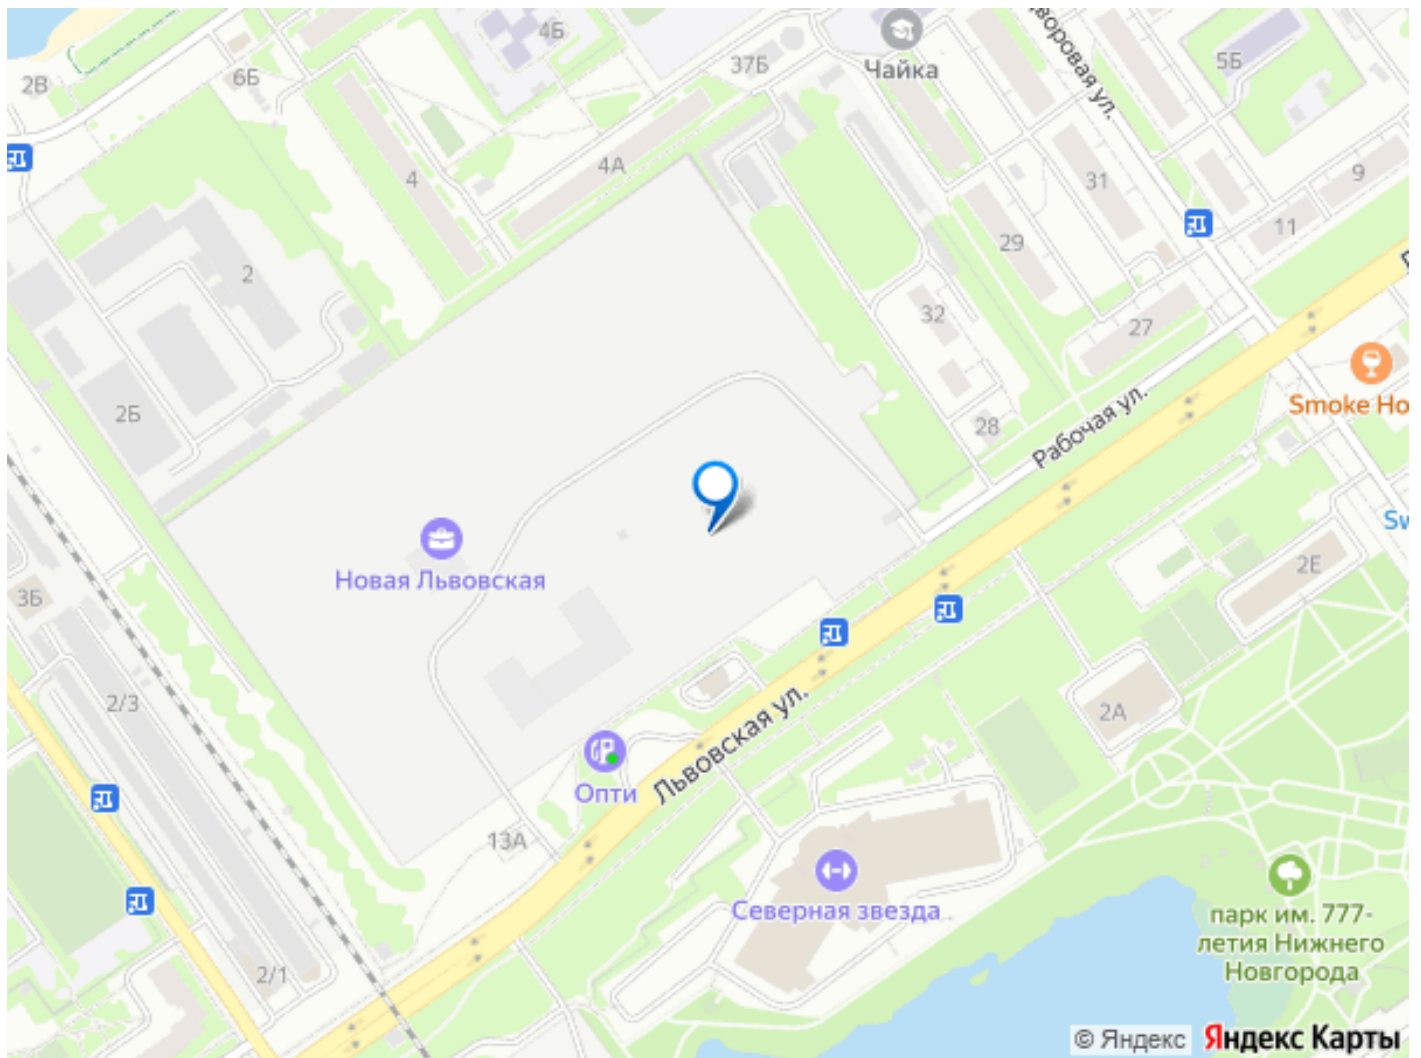 4Б
воровая ул.
5Б
37Б
Чайка
2В
6Б
4А
4
31
9
29
11
2
32
27
2Б
Smoke Ho
28
Рабочая ул.
Sw
Новая Львовская
2Е
3Б
2/3
2А
Львовская ул.
Опти
13А
Северная звезда
парк им. 777-
летия Нижнего
Новгорода
2/1
© Яндекс Яндекс Карты